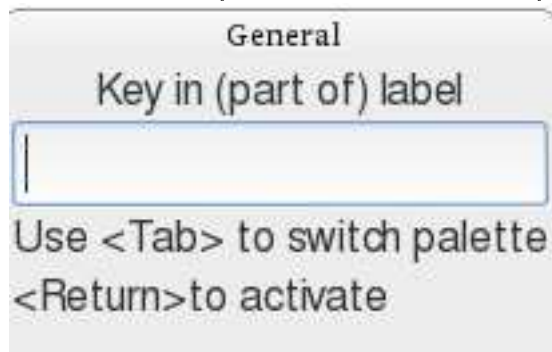 General
Key in (part of) label
Use <Tab> to switch palette
<Return>to activate